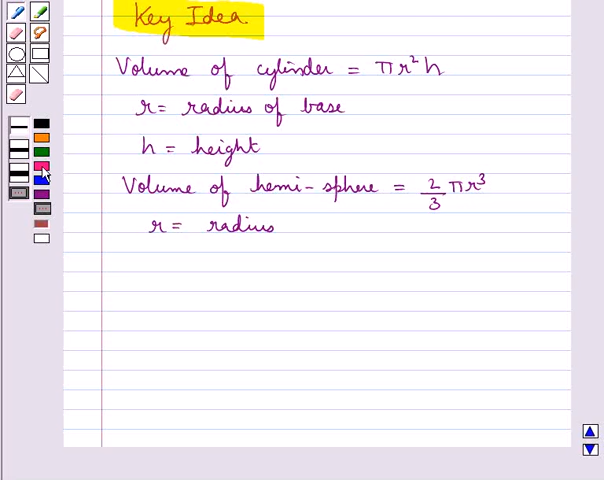 Key Idea
Volume of cylinder = πr²h
r = radius of base
h = height
Volume of hemi-sphere = 2/3 πr³
r = radius